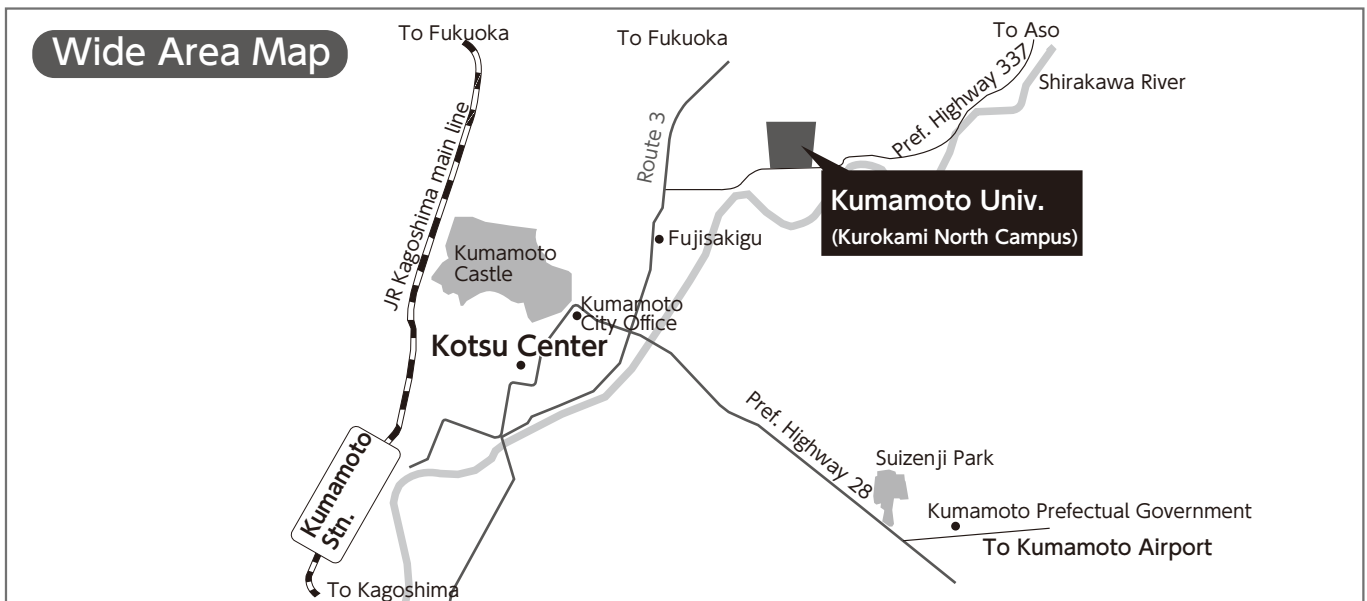 Wide Area Map
To Fukuoka
To Fukuoka
To Aso
Shirakawa River
Pref. Highway 337
Route 3
JR Kagoshima main line
Kumamoto Univ.
(Kurokami North Campus)
Fujisakigu
Kumamoto
Castle
Kumamoto
City Office
Kotsu Center
Pref. Highway 28
Suizenji Park
Kumamoto
Stn.
Kumamoto Prefectual Government
To Kumamoto Airport
To Kagoshima